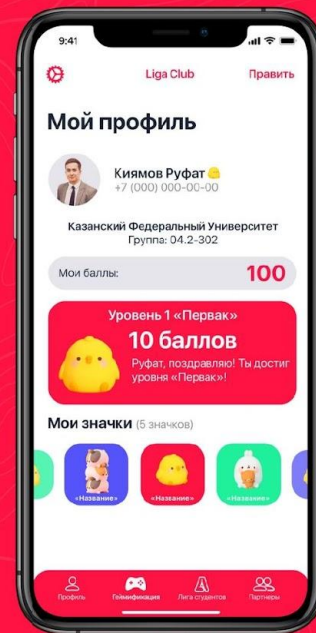 9:41
Liga Club
Править
Мой профиль
Киямов Руфат
+7 (000) 000-00-00
Казанский Федеральный Университет
Группа: 04.2-302
Мои баллы:
100
Уровень 1 «Первак»
10 баллов
Руфат, поздравляю! Ты достиг
уровня «Первак»!
Мои значки (5 значков)
«Название»
«Название»
«Название»
Профиль
Геймификация
Лига студентов
Партнеры